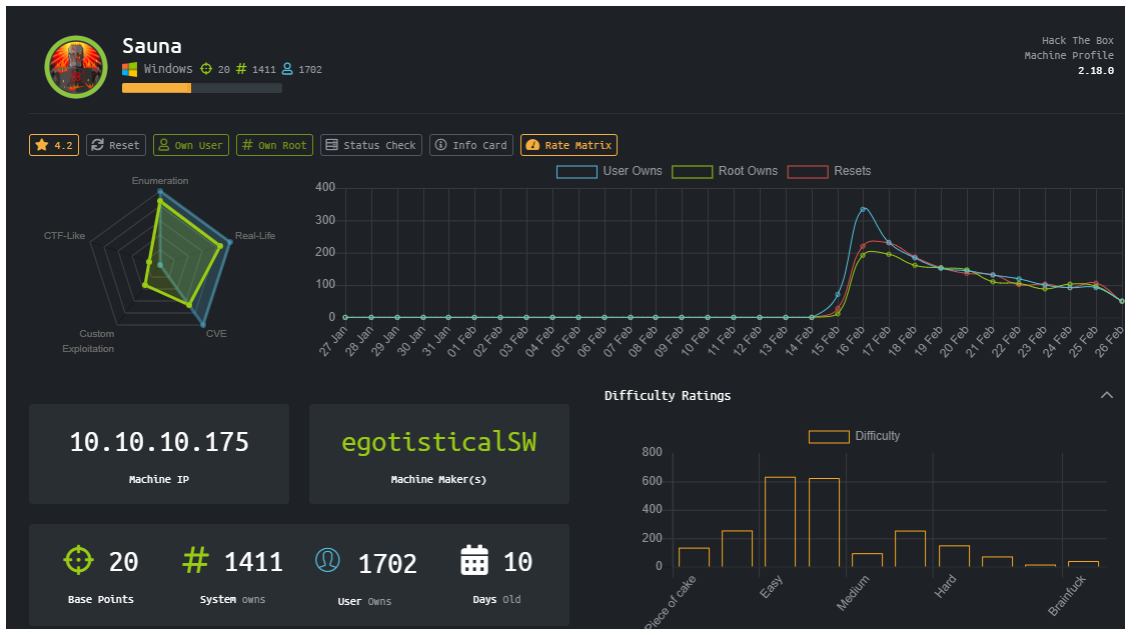 Sauna
Windows 20 # 1411 1702
Hack The Box
Machine Profile
2.18.0
4.2 Reset Own User # Own Root Status Check Info Card Rate Matrix
Enumeration
CTF-Like
Real-Life
Custom Exploitation
CVE
User Owns Root Owns Resets
400
300
200
100
0
27 Jan 28 Jan 29 Jan 30 Jan 31 Jan 01 Feb 02 Feb 03 Feb 04 Feb 05 Feb 06 Feb 07 Feb 08 Feb 09 Feb 10 Feb 11 Feb 12 Feb 13 Feb 14 Feb 15 Feb 16 Feb 17 Feb 18 Feb 19 Feb 20 Feb 21 Feb 22 Feb 23 Feb 24 Feb 25 Feb 26 Feb
10.10.10.175
Machine IP
egotisticalSW
Machine Maker(s)
20
Base Points
# 1411
System owns
1702
User Owns
10
Days Old
Difficulty Ratings
Difficulty
800
600
400
200
0
Piece of cake Easy Medium Hard Brainfuck